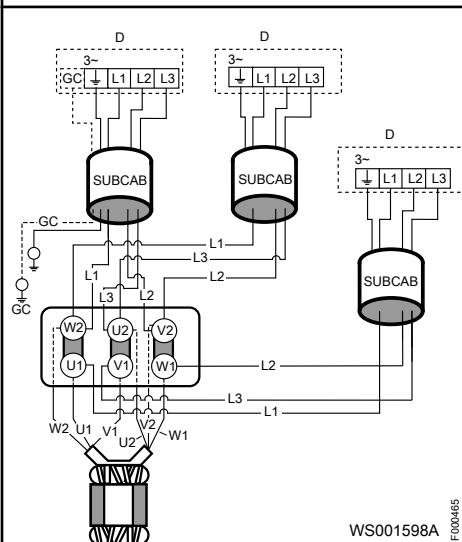 D
3~
GC L1 L2 L3
D
3~
L1 L2 L3
D
3~
L1 L2 L3
SUBCAB
SUBCAB
SUBCAB
GC
GC
L1
L3
L2
L1
L3
L2
W2 U2 V2
U1 V1 W1
L2
L3
L1
W2 U1 V1 U2 V2 W1
WS001598A
F000465